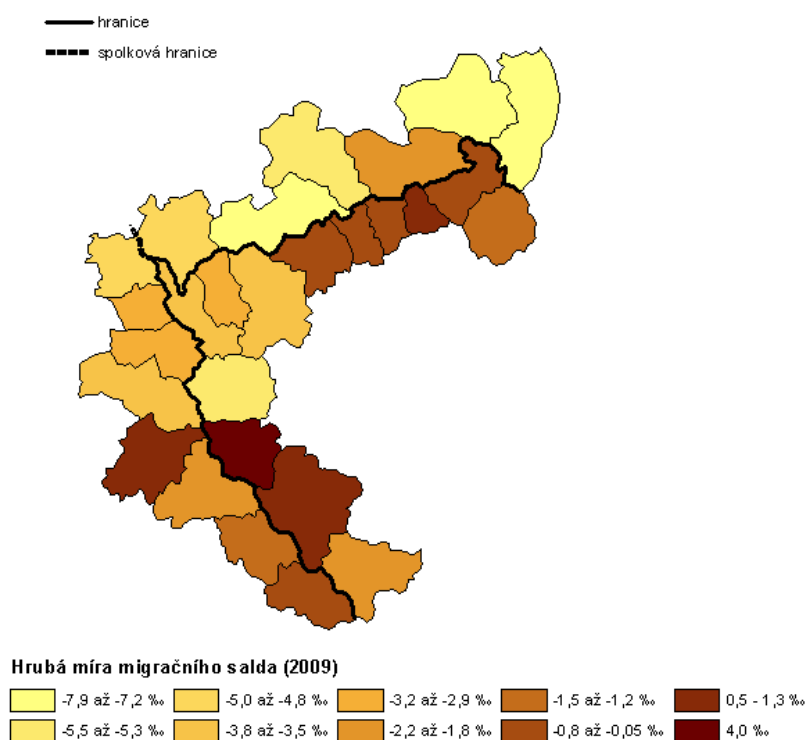 hranice
spolková hranice
Hrubá míra migračního salda (2009)
-7,9 až -7,2 ‰ -5,0 až -4,8 ‰ -3,2 až -2,9 ‰ -1,5 až -1,2 ‰ 0,5 - 1,3‰
-5,5 až -5,3 ‰ -3,8 až -3,5 ‰ -2,2 až -1,8 ‰ -0,8 až -0,05 ‰ 4,0 ‰